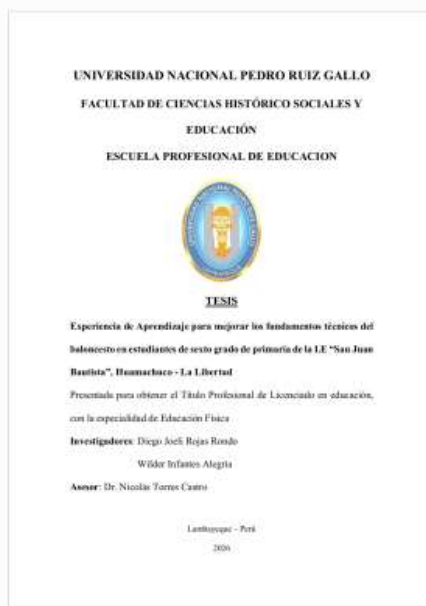 UNIVERSIDAD NACIONAL PEDRO RUIZ GALLO
FACULTAD DE CIENCIAS HISTÓRICO SOCIALES Y
EDUCACIÓN
ESCUELA PROFESIONAL DE EDUCACION
TESIS
Experiencia de Aprendizaje para mejorar los fundamentos técnicos del
baloncesto en estudiantes de sexto grado de primaria de la I.E “San Juan
Bautista”, Huamachuco - La Libertad
Presentada para obtener el Título Profesional de Licenciado en educación,
con la especialidad de Educación Física
Investigadores: Diego Joeli Rojas Rondo
Wilder Infantes Alegria
Asesor: Dr. Nicolás Torres Castro
Lambayeque – Perú
2026